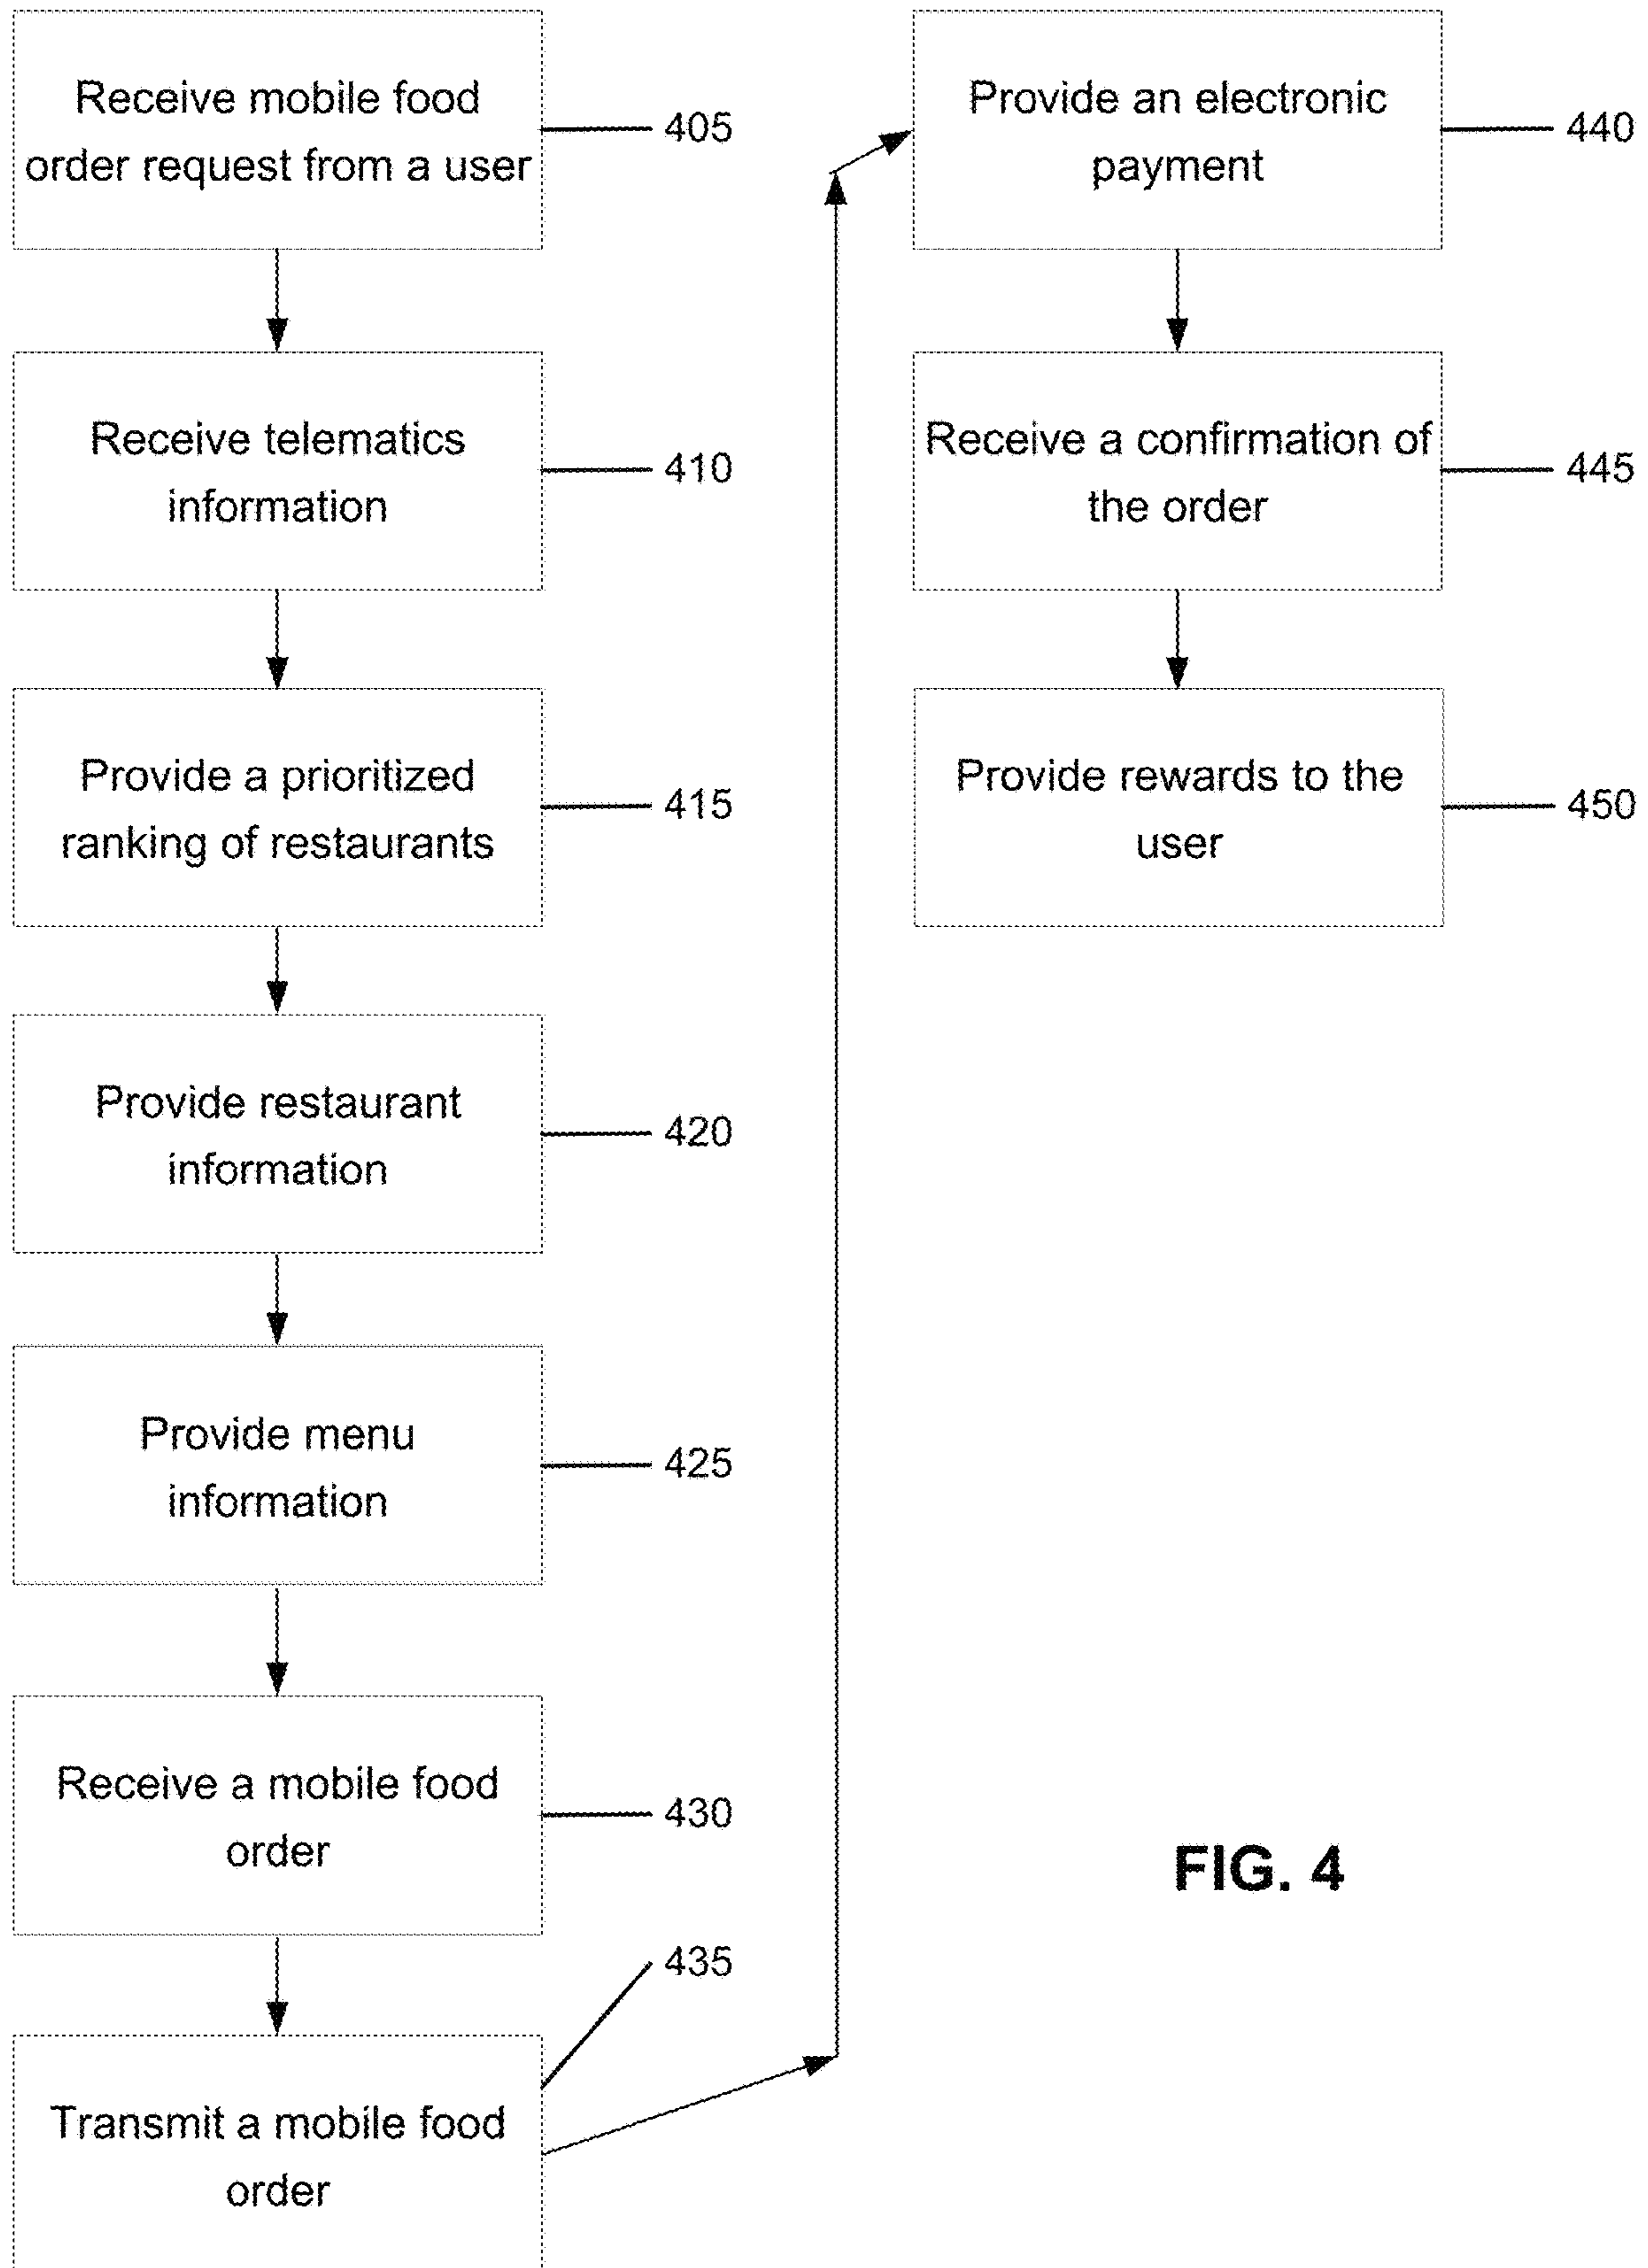 Receive mobile food
order request from a user
405
Receive telematics
information
410
Provide a prioritized
ranking of restaurants
415
Provide restaurant
information
420
Provide menu
information
425
Receive a mobile food
order
430
435
Transmit a mobile food
order
Provide an electronic
payment
440
Receive a confirmation of
the order
445
Provide rewards to the
user
450
FIG. 4